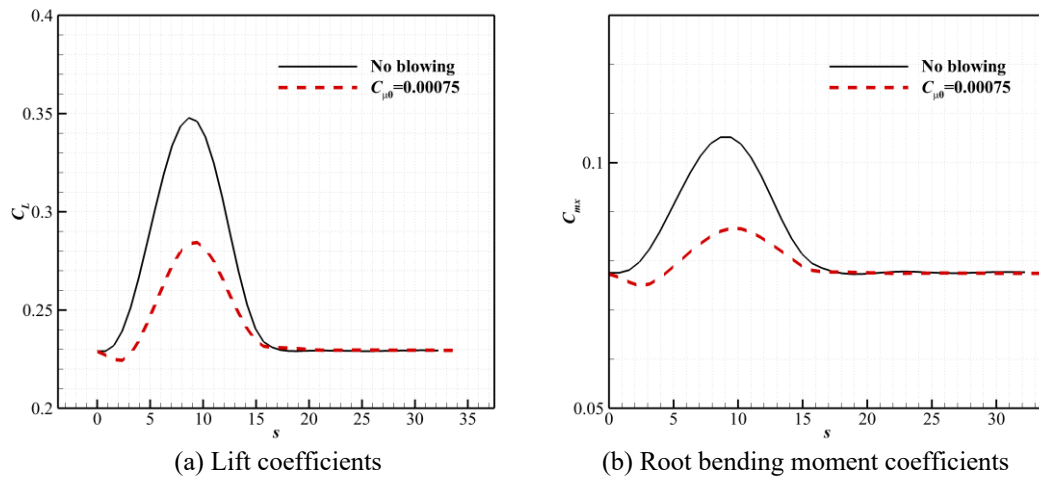 0.4
0.35
0.3
0.25
0.2
C_L
No blowing
C_μ0=0.00075
0 5 10 15 20 25 30 35
s
(a) Lift coefficients
0.1
0.05
C_mx
No blowing
C_μ0=0.00075
0 5 10 15 20 25 30
s
(b) Root bending moment coefficients